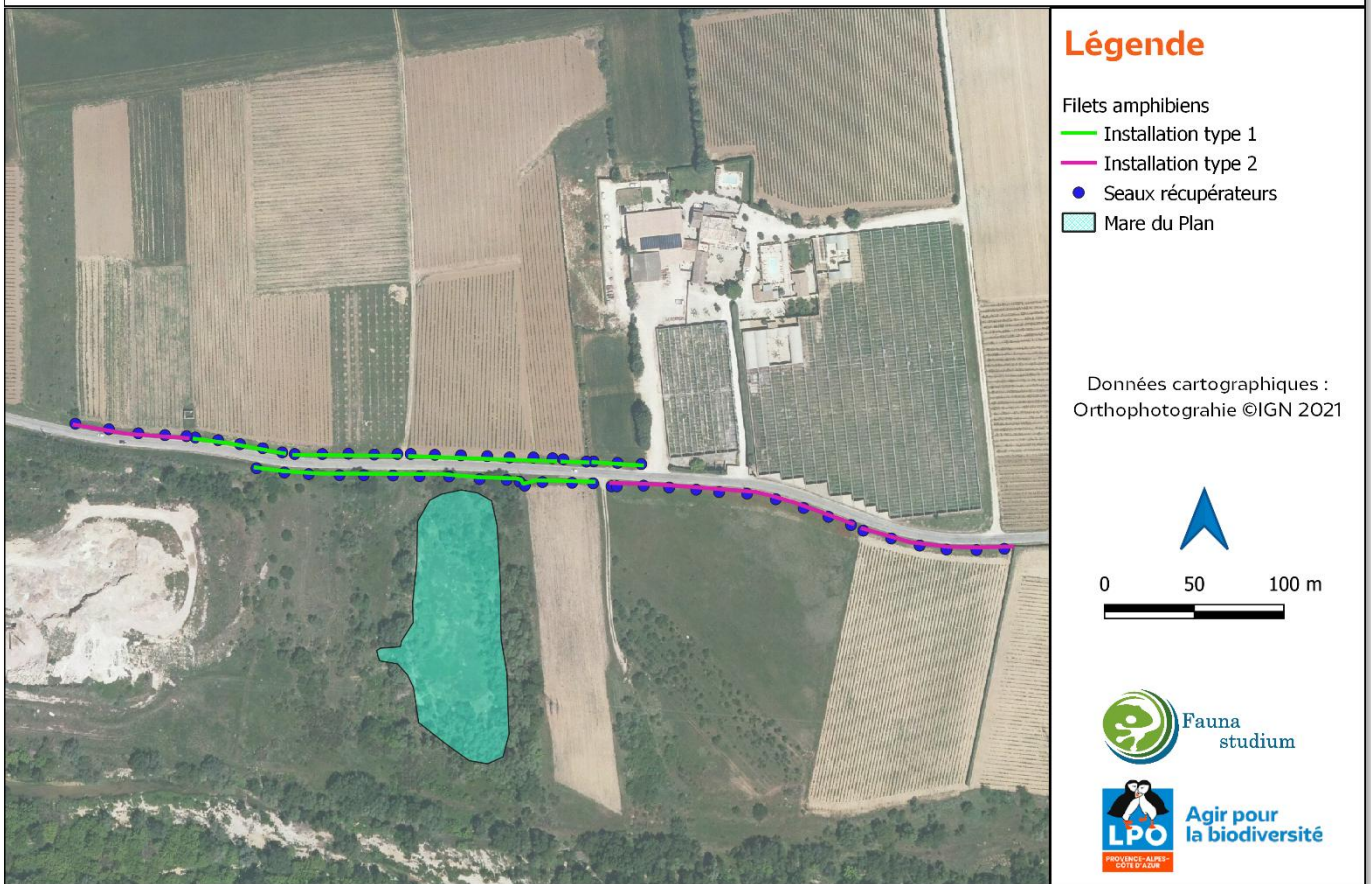 Légende
Filets amphibiens
Installation type 1
Installation type 2
Seaux récupérateurs
Mare du Plan
Données cartographiques :
Orthophotograhie ©IGN 2021
0 50 100 m
Fauna
studium
LPO
PROVENCE-ALPES-
CÔTE D'AZUR
Agir pour
la biodiversité